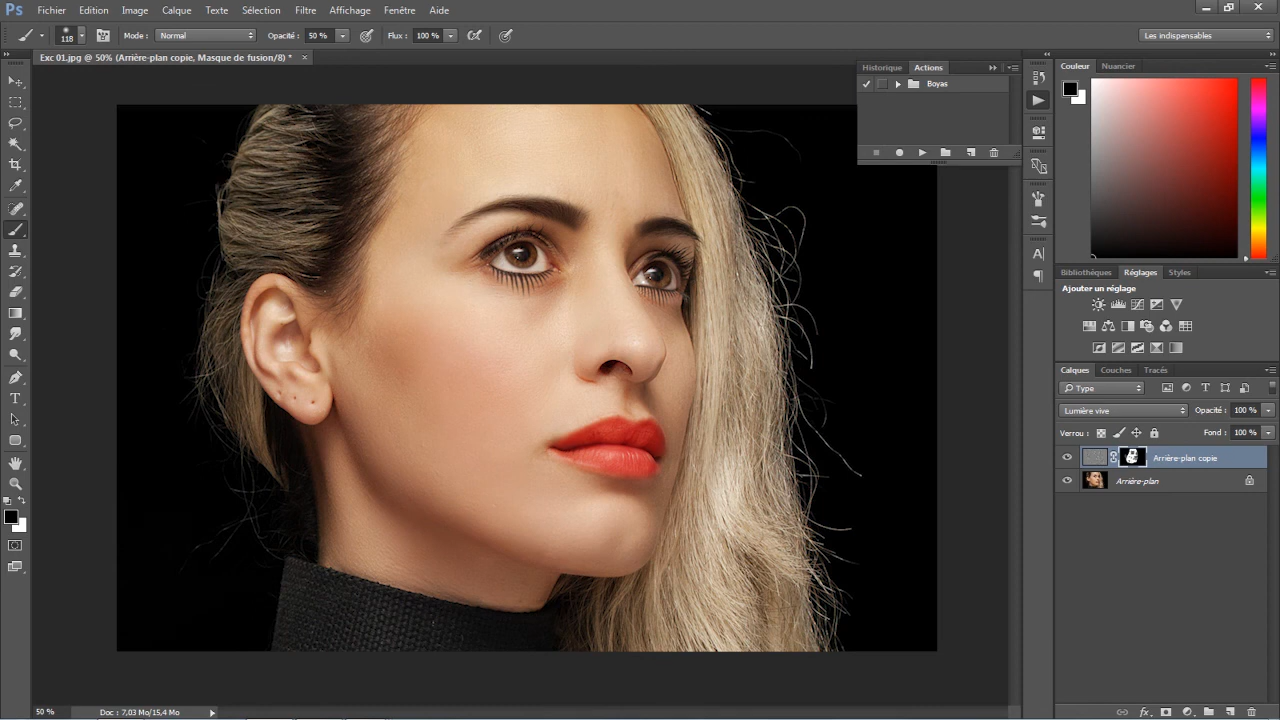 Ps Fichier Edition Image Calque Texte Sélection Filtre Affichage Fenêtre Aide
118 Mode : Normal Opacité : 50 % Flux : 100 % Les indispensables
Exc 01.jpg @ 50% (Arrière-plan copie, Masque de fusion/8) * ×
Historique Actions
Boyas
Couleur Nuancier
Bibliothèques Réglages Styles
Ajouter un réglage
Calques Couches Tracés
Type
Lumière vive Opacité : 100 %
Verrou : Fond : 100 %
Arrière-plan copie
Arrière-plan
50 % Doc : 7,03 Mo/15,4 Mo